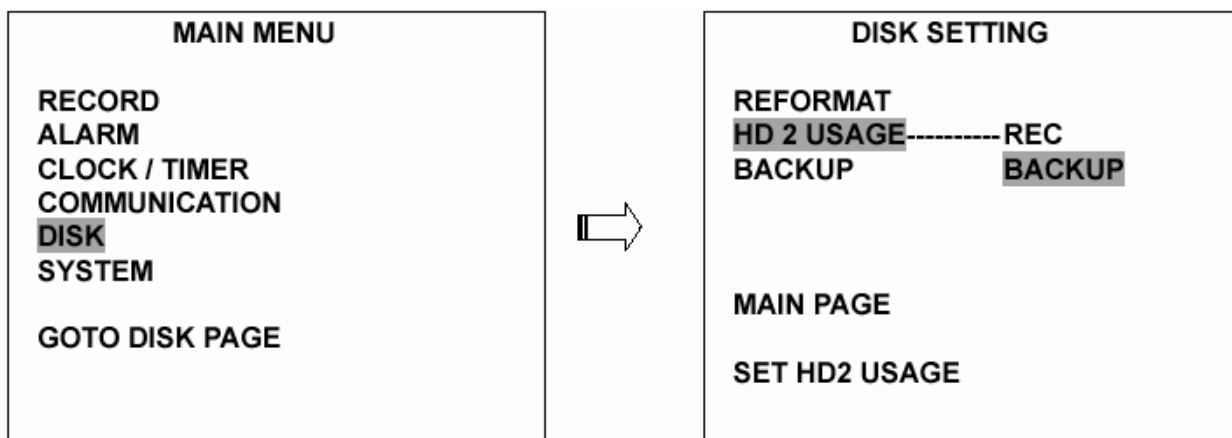 MAIN MENU
RECORD
ALARM
CLOCK / TIMER
COMMUNICATION
DISK
SYSTEM
GOTO DISK PAGE
DISK SETTING
REFORMAT
HD 2 USAGE---------- REC
BACKUP BACKUP
MAIN PAGE
SET HD2 USAGE